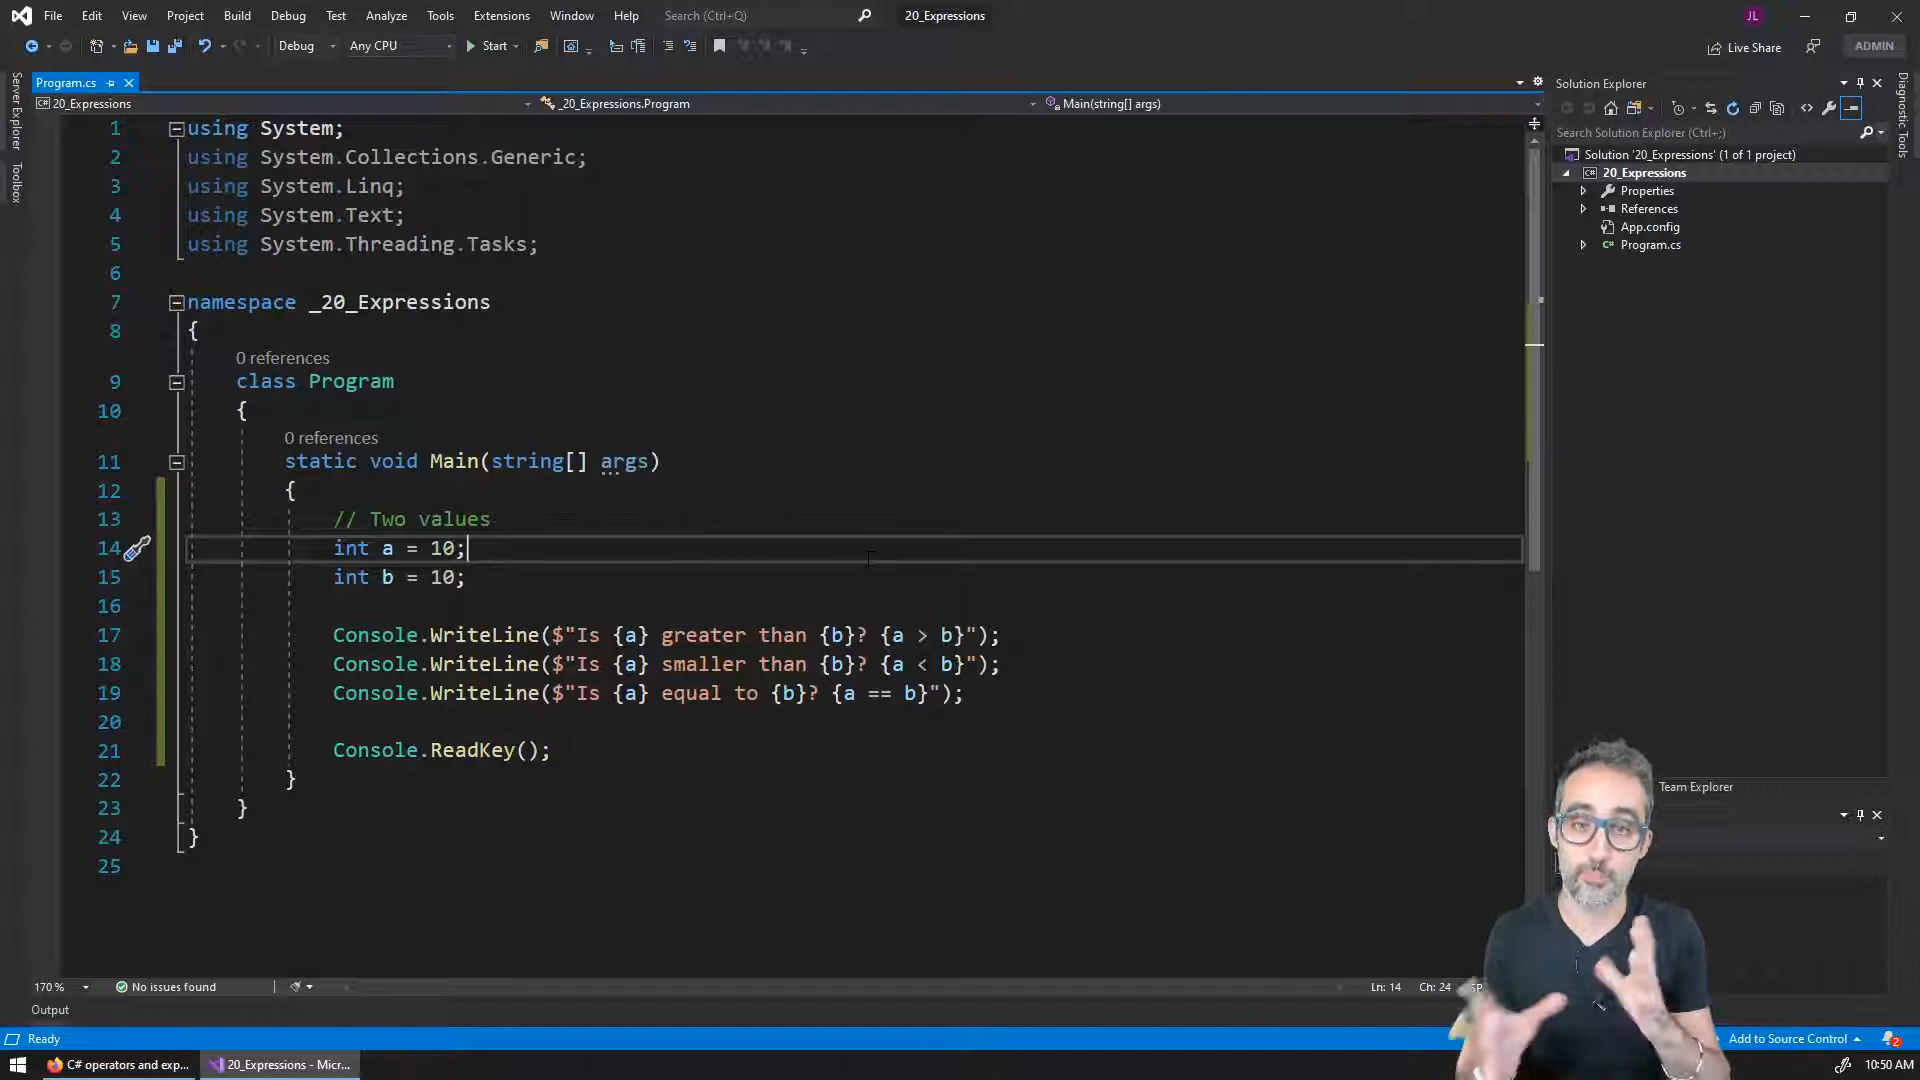 File Edit View Project Build Debug Test Analyze Tools Extensions Window Help Search (Ctrl+Q) 20_Expressions JL
Debug Any CPU Start Live Share ADMIN
Server Explorer
Toolbox
Program.cs
20_Expressions _20_Expressions.Program Main(string[] args)
1 using System;
2 using System.Collections.Generic;
3 using System.Linq;
4 using System.Text;
5 using System.Threading.Tasks;
6
7 namespace _20_Expressions
8 {
0 references
9 class Program
10 {
0 references
11 static void Main(string[] args)
12 {
13 // Two values
14 int a = 10;
15 int b = 10;
16
17 Console.WriteLine($"Is {a} greater than {b}? {a > b}");
18 Console.WriteLine($"Is {a} smaller than {b}? {a < b}");
19 Console.WriteLine($"Is {a} equal to {b}? {a == b}");
20
21 Console.ReadKey();
22 }
23 }
24 }
25
Solution Explorer
Search Solution Explorer (Ctrl+;)
Solution '20_Expressions' (1 of 1 project)
20_Expressions
Properties
References
App.config
Program.cs
Diagnostic Tools
Team Explorer
170 % No issues found Ln: 14 Ch: 24
Output
Ready Add to Source Control 2
C# operators and exp... 20_Expressions - Micr... 10:50 AM